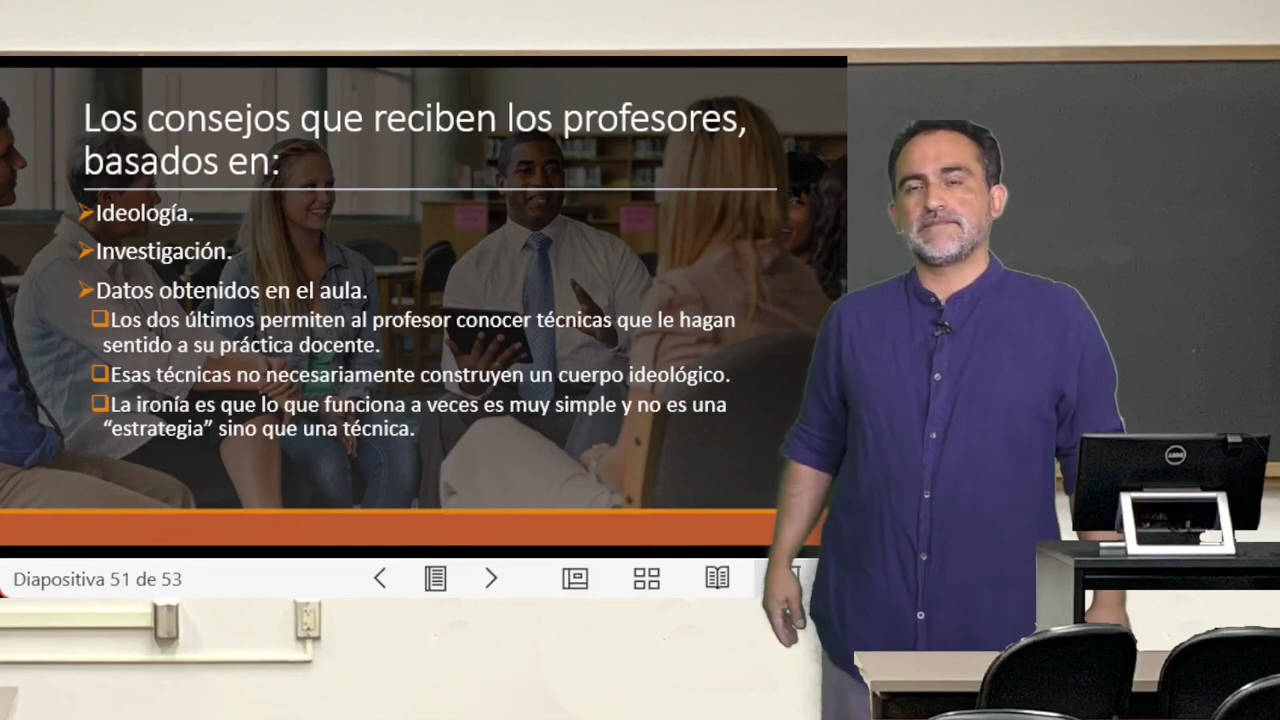 Los consejos que reciben los profesores,
basados en:
Ideología.
Investigación.
Datos obtenidos en el aula.
Los dos últimos permiten al profesor conocer técnicas que le hagan
sentido a su práctica docente.
Esas técnicas no necesariamente construyen un cuerpo ideológico.
La ironía es que lo que funciona a veces es muy simple y no es una
“estrategia” sino que una técnica.
DELL
Diapositiva 51 de 53